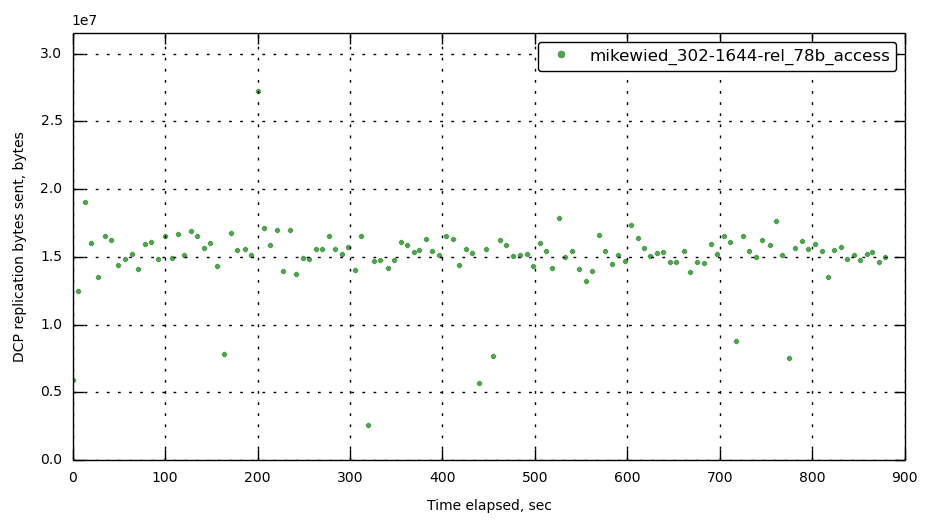 1e7
mikewied_302-1644-rel_78b_access
3.0
2.5
2.0
1.5
1.0
0.5
0.0
DCP replication bytes sent, bytes
0 100 200 300 400 500 600 700 800 900
Time elapsed, sec